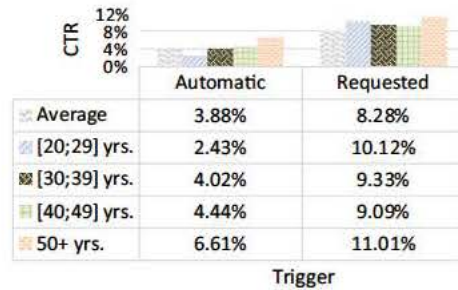 CTR
12%
8%
4%
0%
Automatic Requested
Average 3.88% 8.28%
[20;29] yrs. 2.43% 10.12%
[30;39] yrs. 4.02% 9.33%
[40;49] yrs. 4.44% 9.09%
50+ yrs. 6.61% 11.01%
Trigger